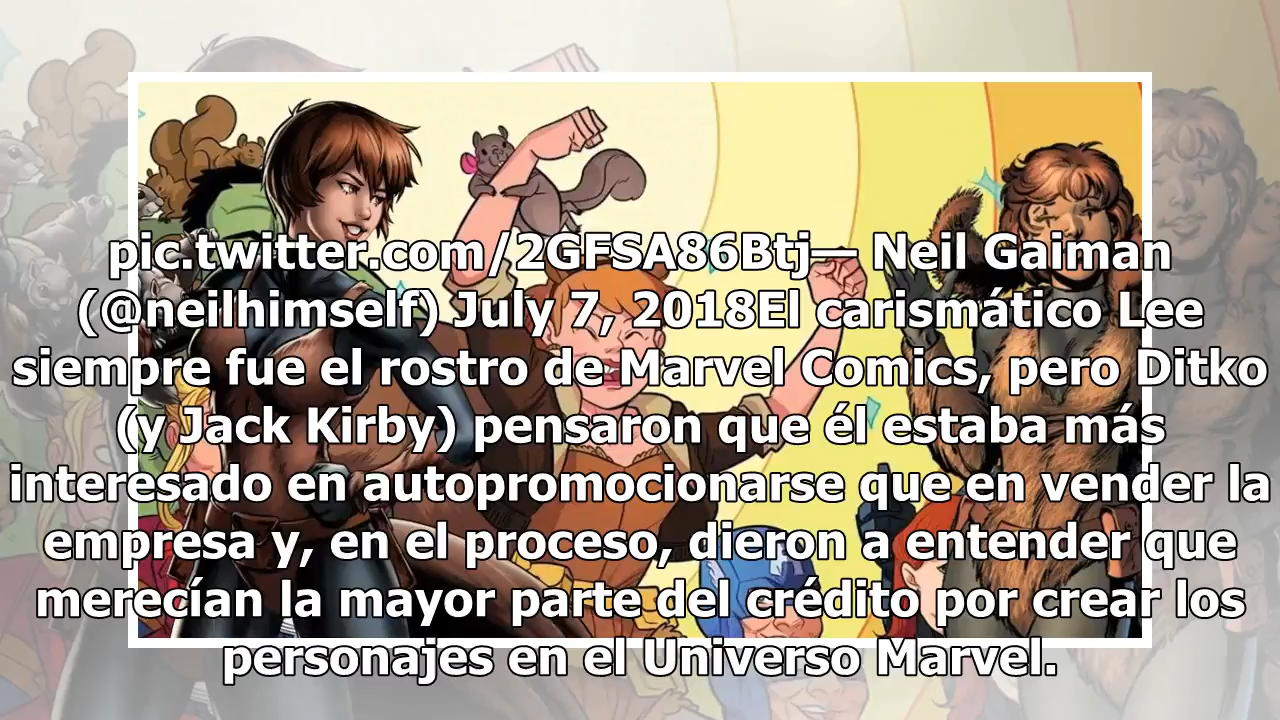 pic.twitter.com/2GFSA86Btj— Neil Gaiman
(@neilhimself) July 7, 2018El carismático Lee
siempre fue el rostro de Marvel Comics, pero Ditko
(y Jack Kirby) pensaron que él estaba más
interesado en autopromocionarse que en vender la
empresa y, en el proceso, dieron a entender que
merecían la mayor parte del crédito por crear los
personajes en el Universo Marvel.